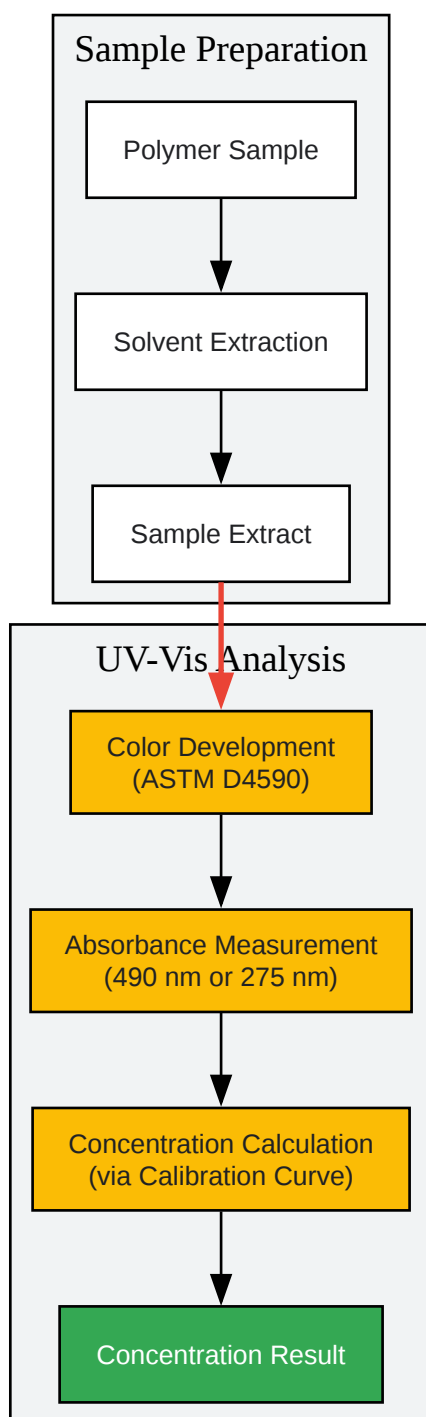 Sample Preparation
Polymer Sample
Solvent Extraction
Sample Extract
UV-Vis Analysis
Color Development
(ASTM D4590)
Absorbance Measurement
(490 nm or 275 nm)
Concentration Calculation
(via Calibration Curve)
Concentration Result